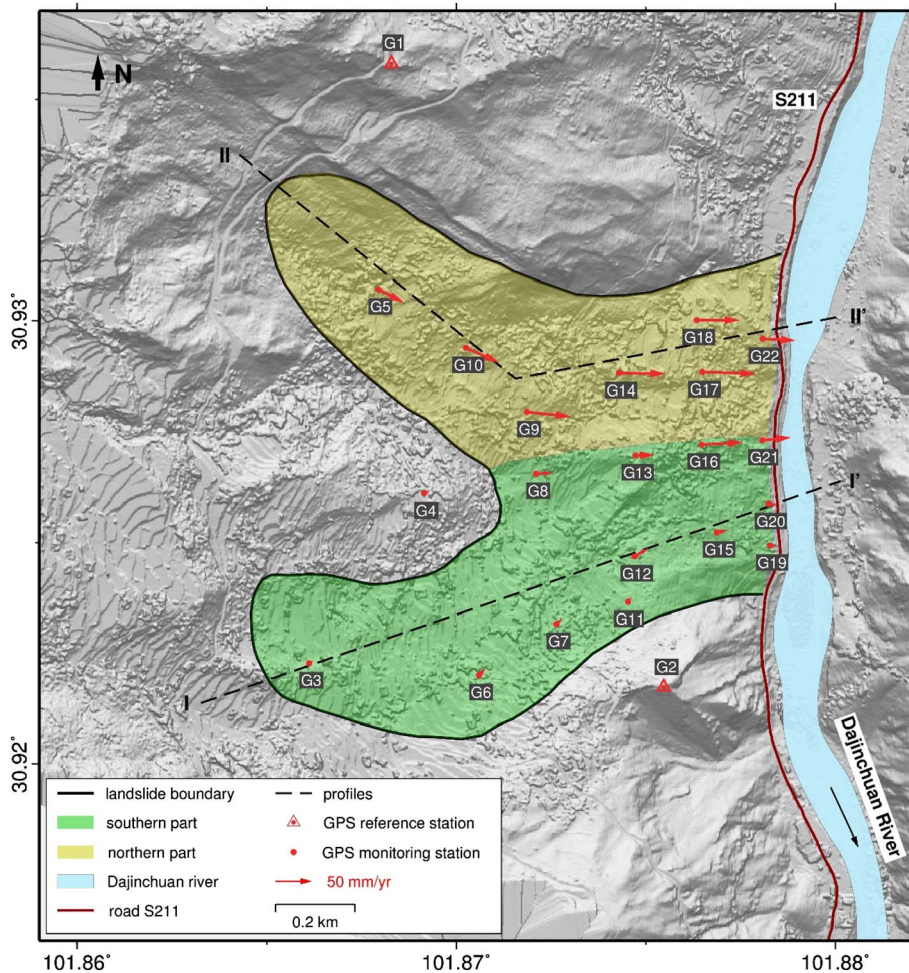 G1
N
S211
II
G5
30.93°
II'
G18
G22
G10
G14
G17
G9
G16
G21
G13
G8
I'
G4
G20
G15
G19
G12
G11
G7
G2
G3
G6
I
30.92°
Dajinchuan River
landslide boundary
profiles
southern part
GPS reference station
northern part
GPS monitoring station
Dajinchuan river
50 mm/yr
road S211
0.2 km
101.86
101.87
101.88°